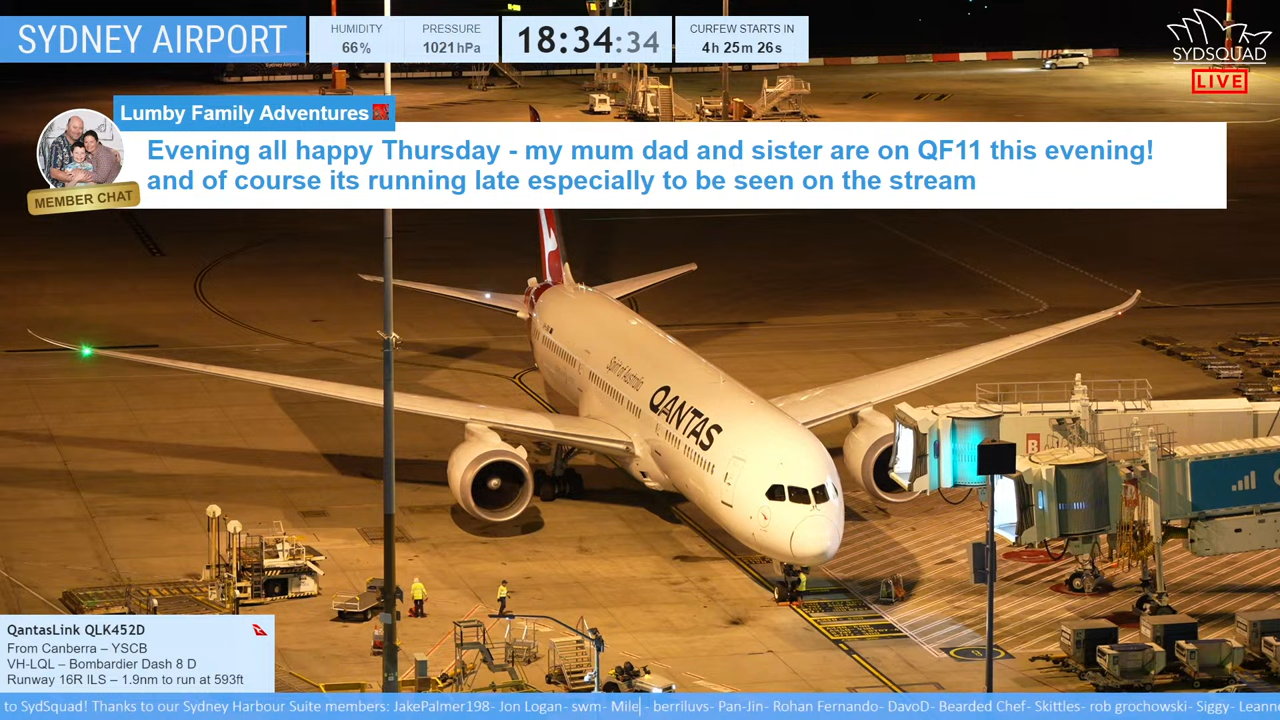 SYDNEY AIRPORT
HUMIDITY
66%
PRESSURE
1021 hPa
18:34:34
CURFEW STARTS IN
4h 25m 26s
SYDSQUAD
LIVE
Lumby Family Adventures
Evening all happy Thursday - my mum dad and sister are on QF11 this evening!
and of course its running late especially to be seen on the stream
MEMBER CHAT
Spirit of Australia
QANTAS
B
QantasLink QLK452D
From Canberra – YSCB
VH-LQL – Bombardier Dash 8 D
Runway 16R ILS – 1.9nm to run at 593ft
to SydSquad! Thanks to our Sydney Harbour Suite members: JakePalmer198- Jon Logan- swm- Mile| - berriluvs- Pan-Jin- Rohan Fernando- DavoD- Bearded Chef- Skittles- rob grochowski- Siggy- Leann